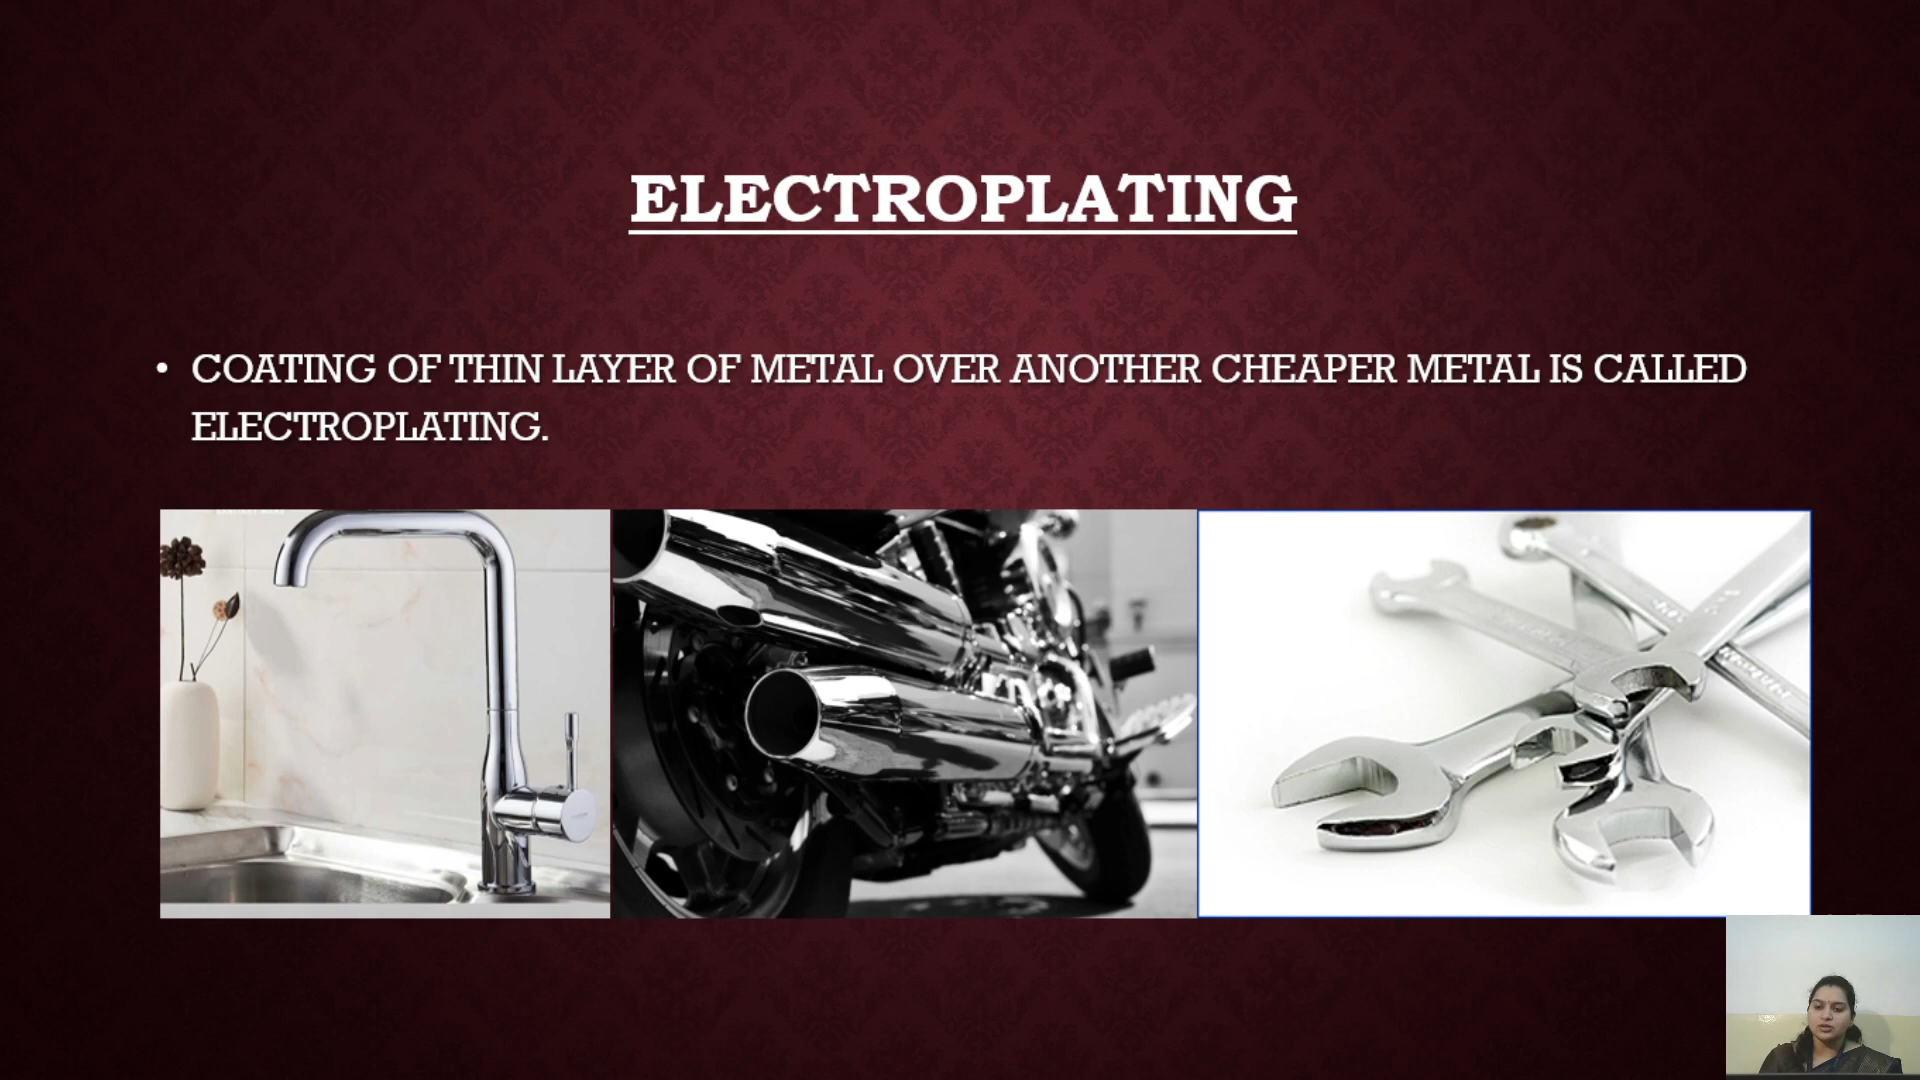 ELECTROPLATING
• COATING OF THIN LAYER OF METAL OVER ANOTHER CHEAPER METAL IS CALLED
ELECTROPLATING.